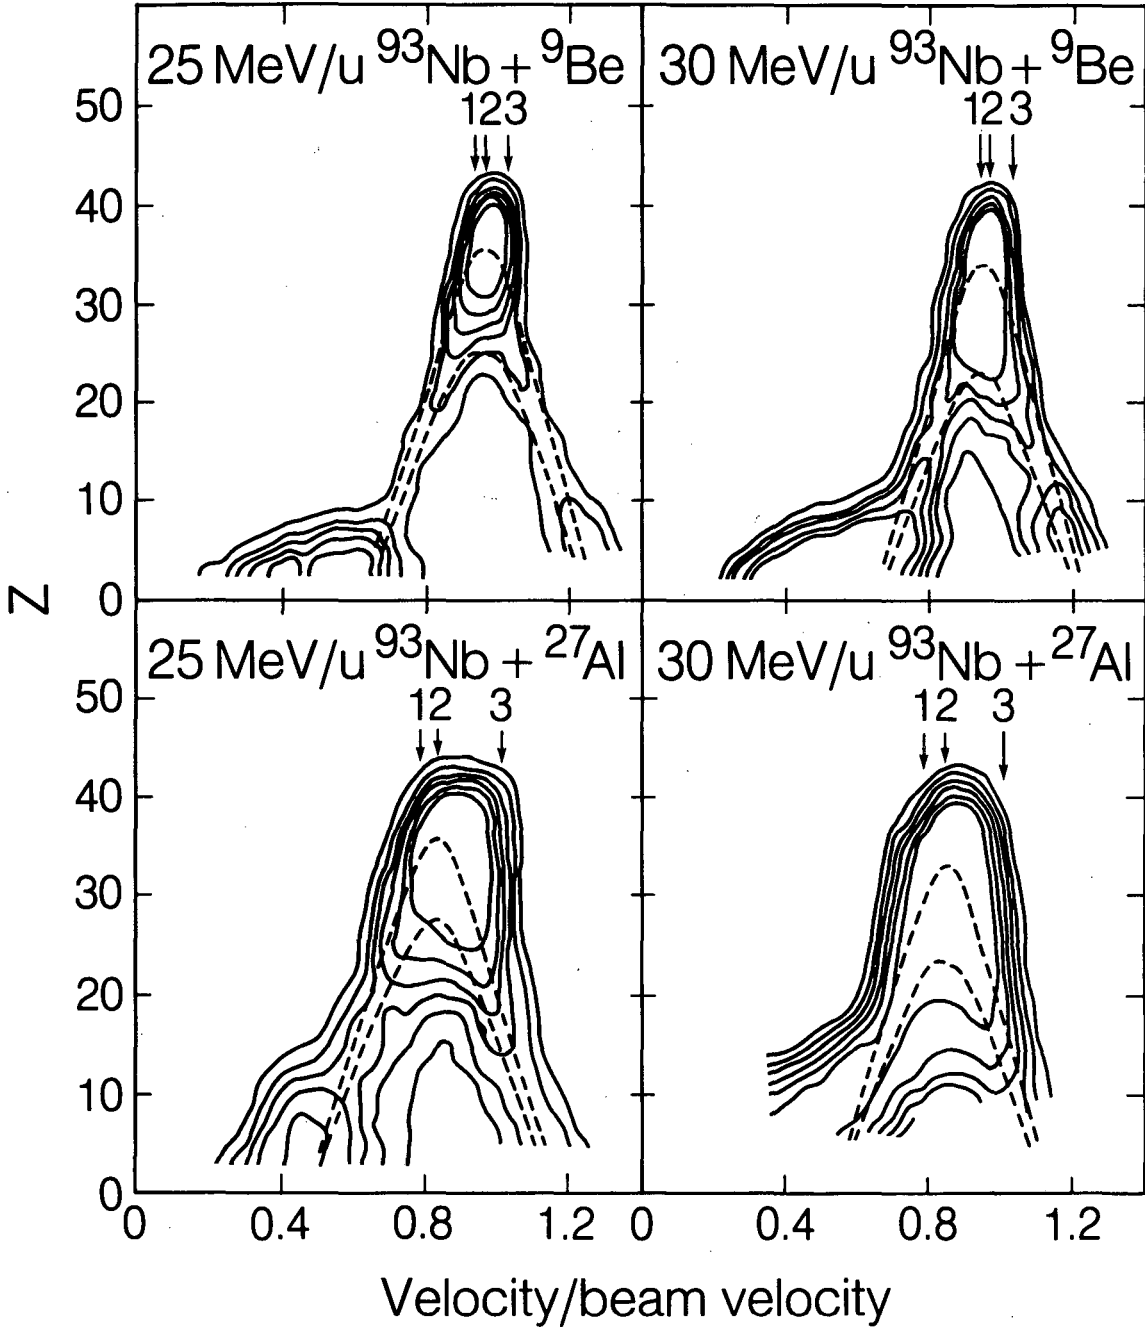 25 MeV/u ⁹³Nb + ⁹Be
123
50
40
30
20
10
0
30 MeV/u ⁹³Nb + ⁹Be
12 3
0
Z
25 MeV/u ⁹³Nb + ²⁷Al
12 3
50
40
30
20
10
0
30 MeV/u ⁹³Nb + ²⁷Al
12 3
0 0.4 0.8 1.2 0 0.4 0.8 1.2
Velocity/beam velocity